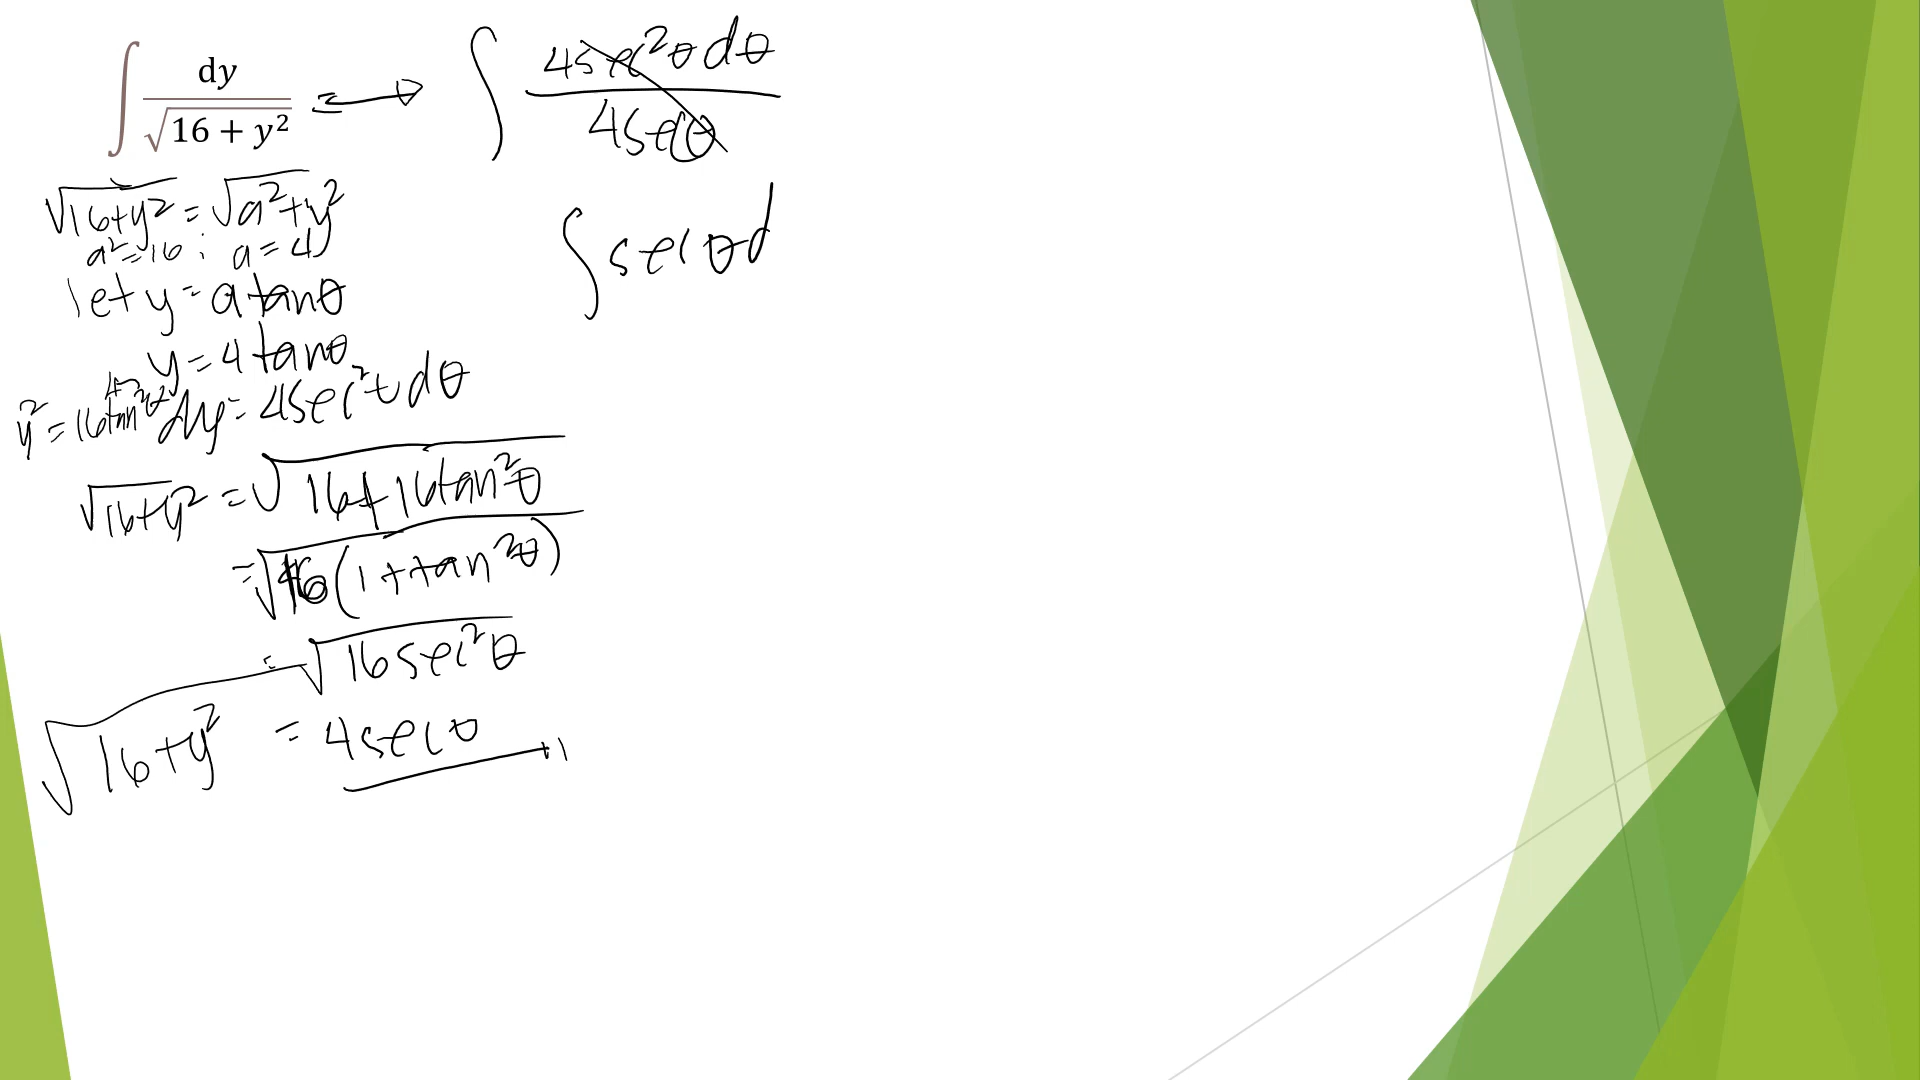 ∫ dy / √(16 + y²) ⇒ ∫ 4sec²θ dθ / 4secθ
∫ secθ d
√(16+y²) = √(a²+y²)
a² = 16 ; a = 4
let y = a tanθ
y = 4 tanθ
y² = 16tan²θ dy = 4sec²θ dθ
√(16+y²) = √(16+16tan²θ)
= √(16(1+tan²θ))
= √(16sec²θ)
√(16+y²) = 4secθ